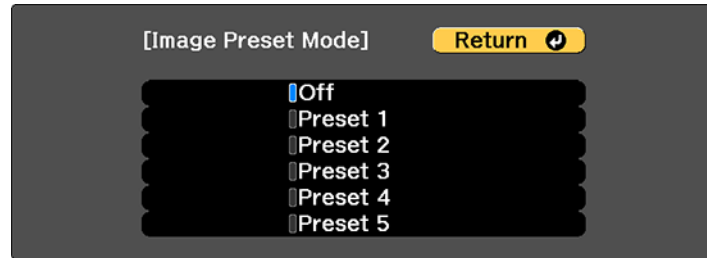 [Image Preset Mode] Return
Off
Preset 1
Preset 2
Preset 3
Preset 4
Preset 5